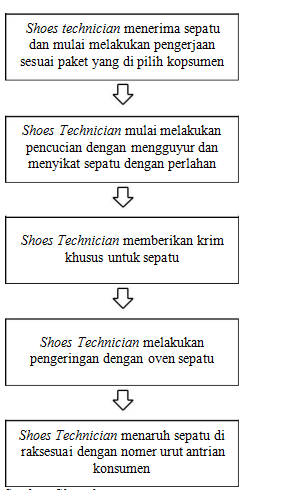 Shoes technician menerima sepatu
dan mulai melakukan pengerjaan
sesuai paket yang di pilih kopsumen
Shoes Technician mulai melakukan
pencucian dengan mengguyur dan
menyikat sepatu dengan perlahan
Shoes Technician memberikan krim
khusus untuk sepatu
Shoes Technician melakukan
pengeringan dengan oven sepatu
Shoes Technician menaruh sepatu di
raksesuai dengan nomer urut antrian
konsumen